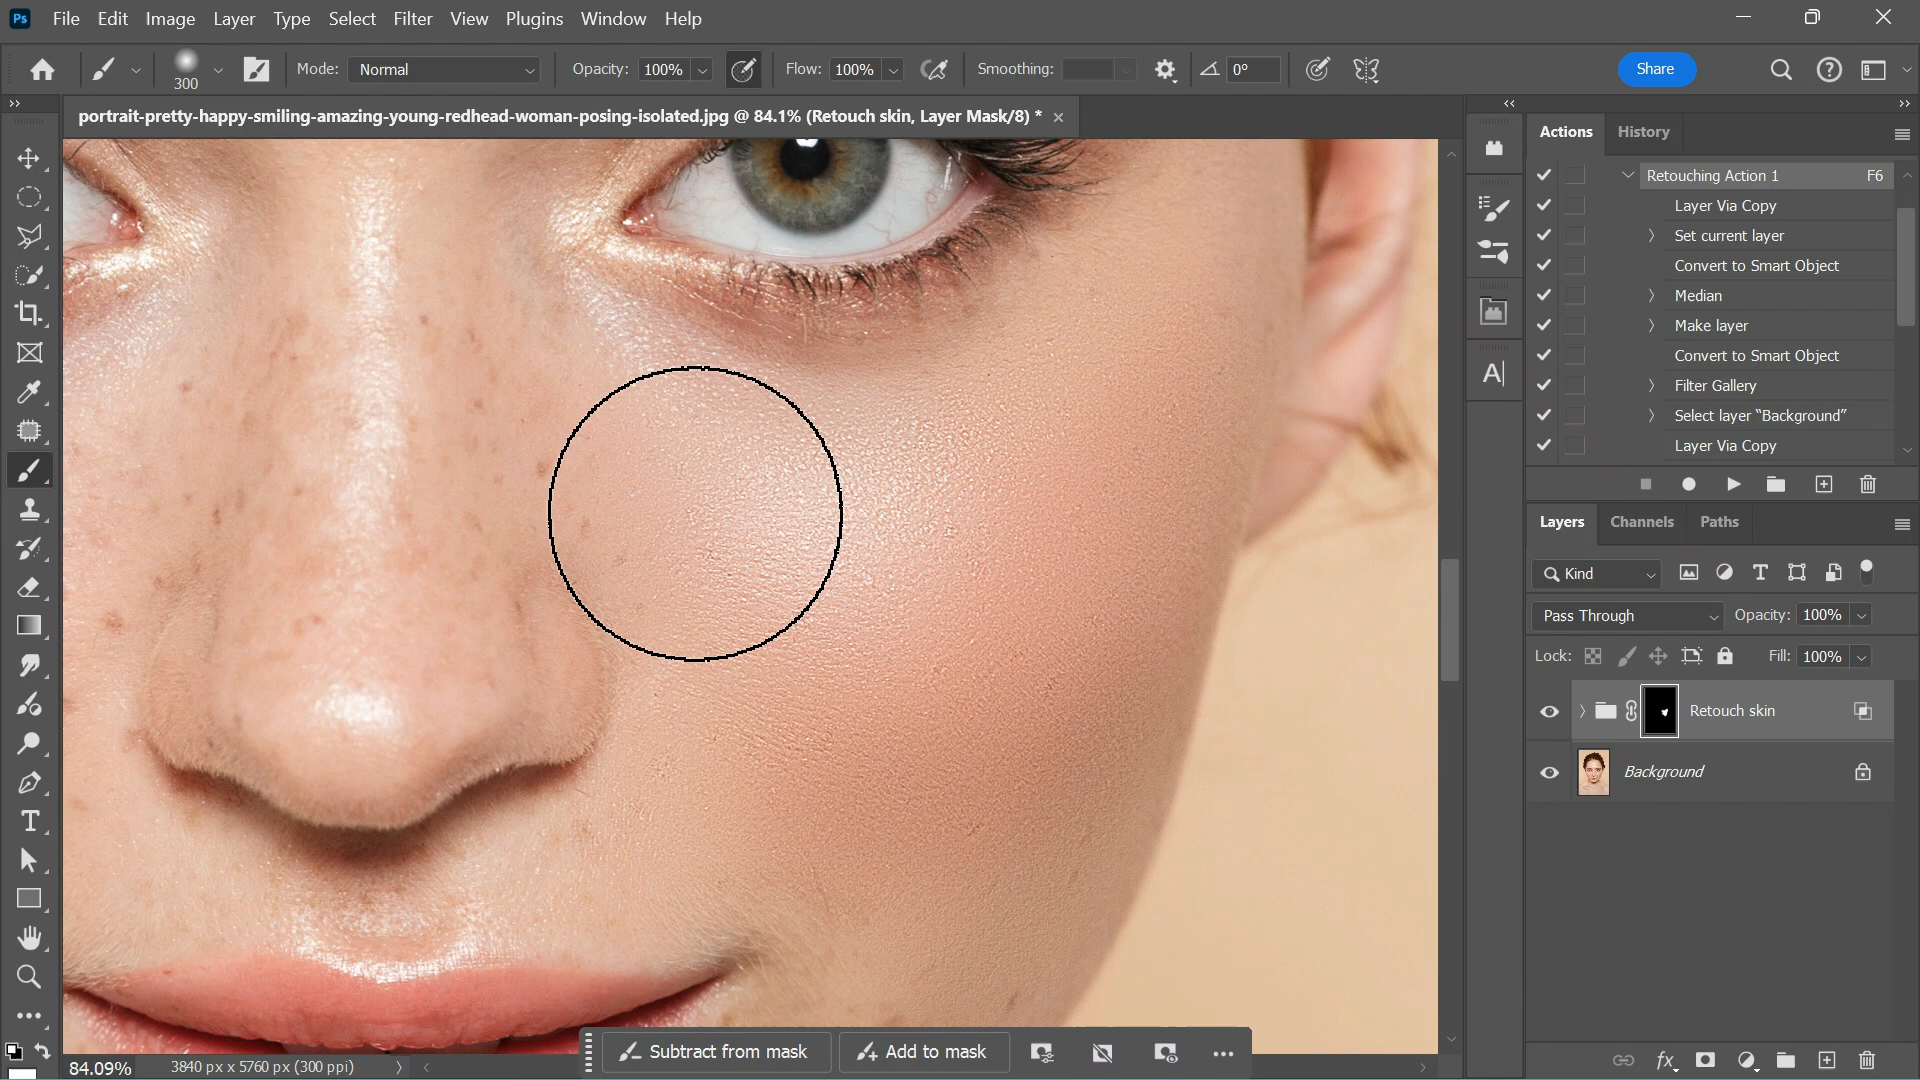 Ps File Edit Image Layer Type Select Filter View Plugins Window Help
300 Mode: Normal Opacity: 100% Flow: 100% Smoothing: 0° Share
portrait-pretty-happy-smiling-amazing-young-redhead-woman-posing-isolated.jpg @ 84.1% (Retouch skin, Layer Mask/8) *
Actions History
Retouching Action 1 F6
Layer Via Copy
Set current layer
Convert to Smart Object
Median
Make layer
Convert to Smart Object
Filter Gallery
Select layer “Background”
Layer Via Copy
Layers Channels Paths
Kind
Pass Through Opacity: 100%
Lock: Fill: 100%
Retouch skin
Background
Subtract from mask Add to mask
84.09% 3840 px x 5760 px (300 ppi)